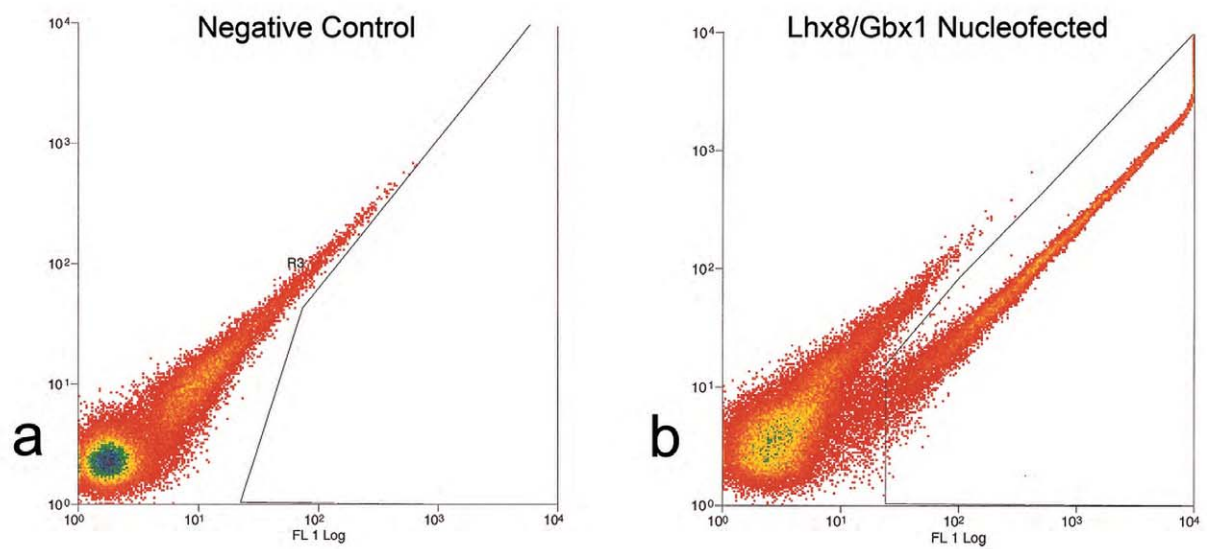 Negative Control
10⁴
10³
10²
10¹
10⁰
R3
10⁰ 10¹ 10² 10³ 10⁴
FL 1 Log
a
Lhx8/Gbx1 Nucleofected
10⁴
10³
10²
10¹
10⁰
10⁰ 10¹ 10² 10³ 10⁴
FL 1 Log
b